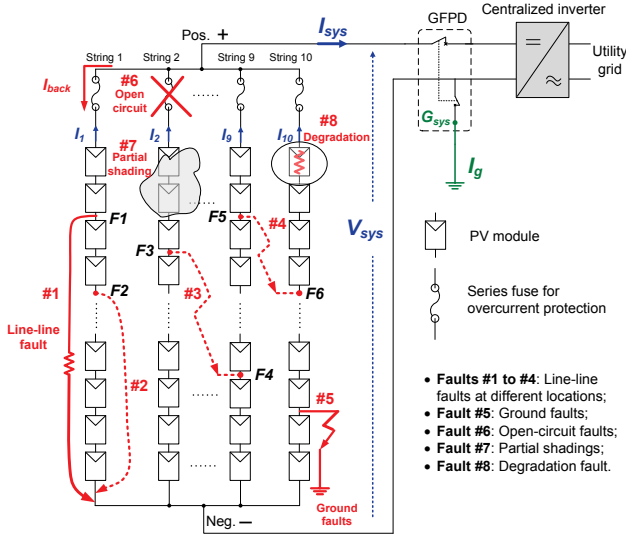 Centralized inverter
GFPD
Pos. +
I_sys
String 1
String 2
String 9
String 10
Utility
grid
I_back
#6
Open
circuit
......
#8
Degradation
I_1
I_2
I_9
I_10
G_sys
#7
Partial
shading
I_g
F1
F5
#4
V_sys
PV module
F3
#1
F2
F6
#3
Series fuse for
overcurrent protection
Line-line
fault
#2
F4
#5
• Faults #1 to #4: Line-line
faults at different locations;
• Fault #5: Ground faults;
• Fault #6: Open-circuit faults;
• Fault #7: Partial shadings;
• Fault #8: Degradation fault.
......
Ground
faults
Neg. −